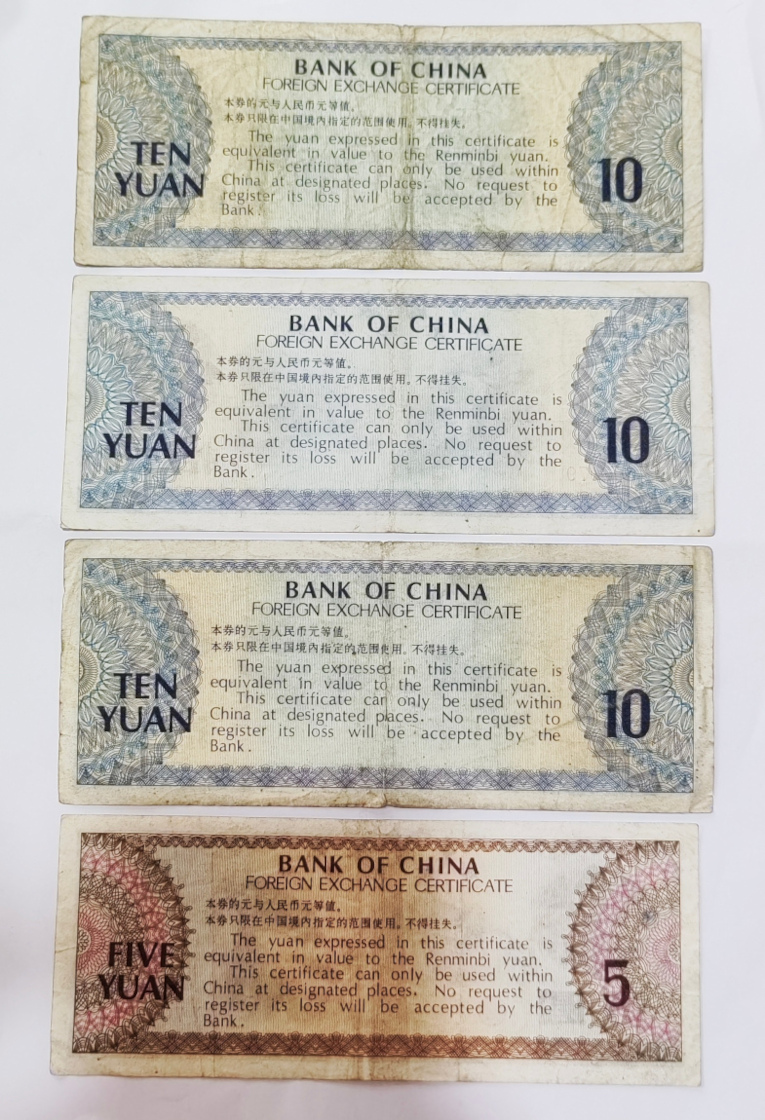 BANK OF CHINA
FOREIGN EXCHANGE CERTIFICATE
本券的元与人民币元等值。
本券只限在中国境内指定的范围使用。不得挂失。
The yuan expressed in this certificate is
equivalent in value to the Renminbi yuan.
This certificate can only be used within
China at designated places. No request to
register its loss will be accepted by the
Bank.
TEN
YUAN
10
BANK OF CHINA
FOREIGN EXCHANGE CERTIFICATE
本券的元与人民币元等值。
本券只限在中国境内指定的范围使用。不得挂失。
The yuan expressed in this certificate is
equivalent in value to the Renminbi yuan.
This certificate can only be used within
China at designated places. No request to
register its loss will be accepted by the
Bank.
TEN
YUAN
10
BANK OF CHINA
FOREIGN EXCHANGE CERTIFICATE
本券的元与人民币元等值。
本券只限在中国境内指定的范围使用。不得挂失。
The yuan expressed in this certificate is
equivalent in value to the Renminbi yuan.
This certificate can only be used within
China at designated places. No request to
register its loss will be accepted by the
Bank.
TEN
YUAN
10
BANK OF CHINA
FOREIGN EXCHANGE CERTIFICATE
本券的元与人民币元等值。
本券只限在中国境内指定的范围使用。不得挂失。
The yuan expressed in this certificate is
equivalent in value to the Renminbi yuan.
This certificate can only be used within
China at designated places. No request to
register its loss will be accepted by the
Bank.
FIVE
YUAN
5